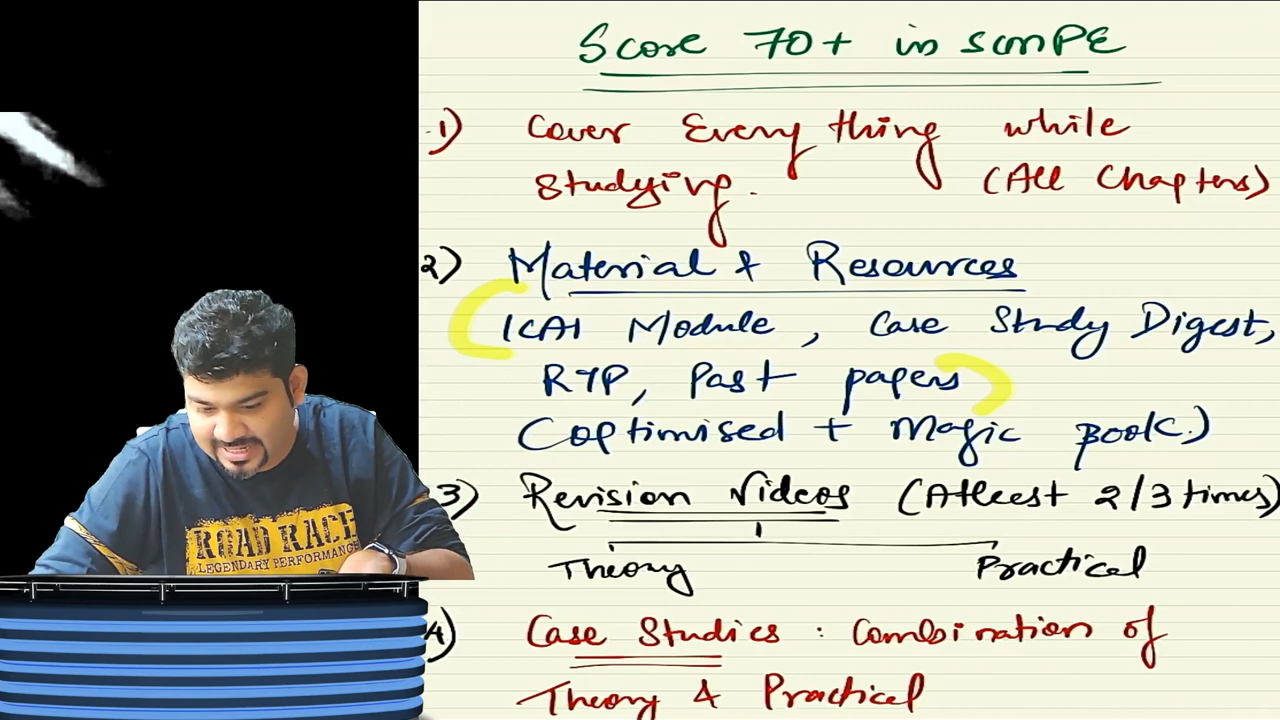 Score 70+ in SCMPE
1) Cover Everything while
Studying. (All Chapters)
2) Material & Resources
ICAI Module, Case Study Digest,
RTP, Past papers
(optimised + Magic Book.)
3) Revision Videos (Atleest 2/3 times)
Theory Practical
4) Case Studies : Combination of
Theory & Practical
ROAD RACE
LEGENDARY PERFORMANCE